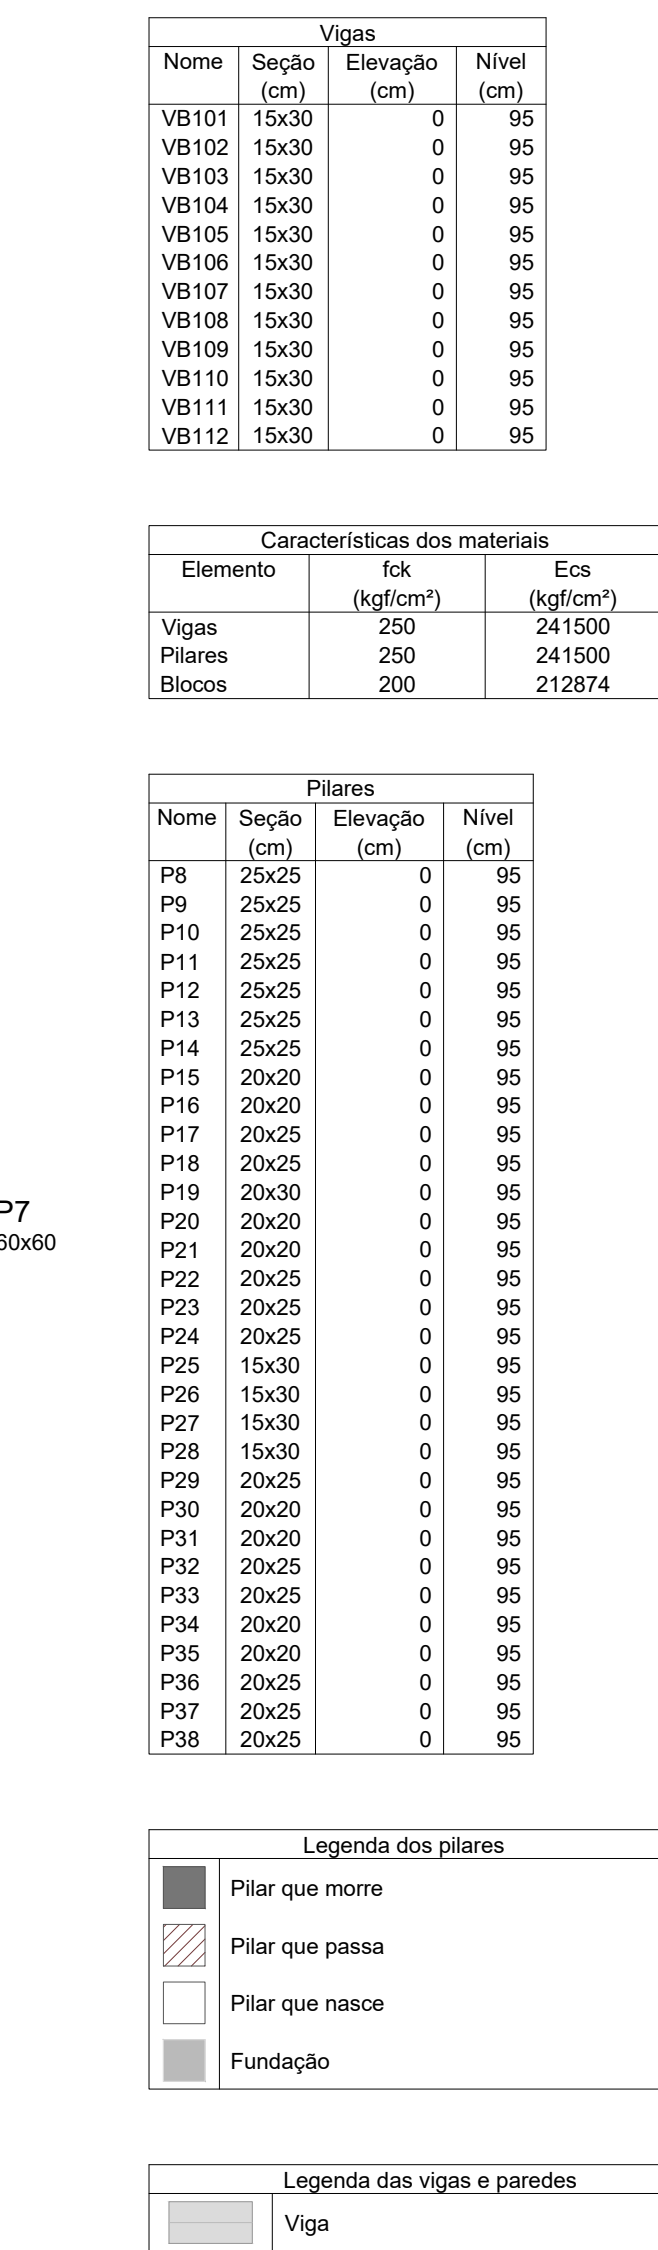 Vigas
Nome Seção Elevação Nível
(cm) (cm) (cm)
VB101 15x30 0 95
VB102 15x30 0 95
VB103 15x30 0 95
VB104 15x30 0 95
VB105 15x30 0 95
VB106 15x30 0 95
VB107 15x30 0 95
VB108 15x30 0 95
VB109 15x30 0 95
VB110 15x30 0 95
VB111 15x30 0 95
VB112 15x30 0 95
Características dos materiais
Elemento fck Ecs
(kgf/cm²) (kgf/cm²)
Vigas 250 241500
Pilares 250 241500
Blocos 200 212874
Pilares
Nome Seção Elevação Nível
(cm) (cm) (cm)
P8 25x25 0 95
P9 25x25 0 95
P10 25x25 0 95
P11 25x25 0 95
P12 25x25 0 95
P13 25x25 0 95
P14 25x25 0 95
P15 20x20 0 95
P16 20x20 0 95
P17 20x25 0 95
P18 20x25 0 95
P19 20x30 0 95
P20 20x20 0 95
P21 20x20 0 95
P22 20x25 0 95
P23 20x25 0 95
P24 20x25 0 95
P25 15x30 0 95
P26 15x30 0 95
P27 15x30 0 95
P28 15x30 0 95
P29 20x25 0 95
P30 20x20 0 95
P31 20x20 0 95
P32 20x25 0 95
P33 20x25 0 95
P34 20x20 0 95
P35 20x20 0 95
P36 20x25 0 95
P37 20x25 0 95
P38 20x25 0 95
P7
60x60
Legenda dos pilares
Pilar que morre
Pilar que passa
Pilar que nasce
Fundação
Legenda das vigas e paredes
Viga